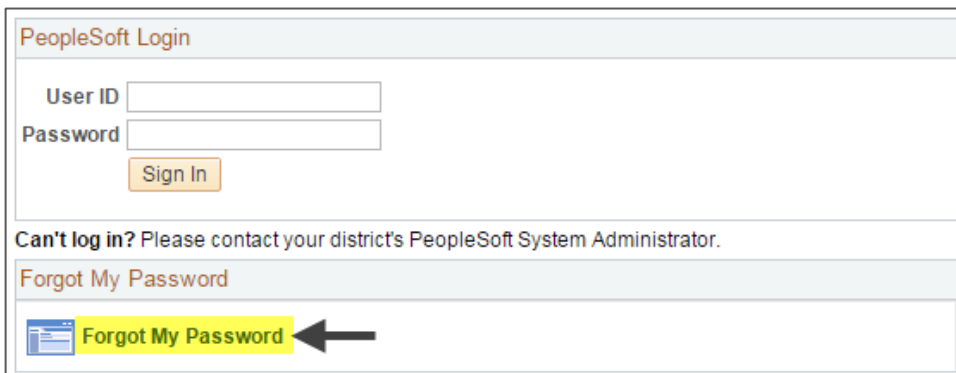 PeopleSoft Login
User ID
Password
Sign In
Can't log in? Please contact your district's PeopleSoft System Administrator.
Forgot My Password
Forgot My Password